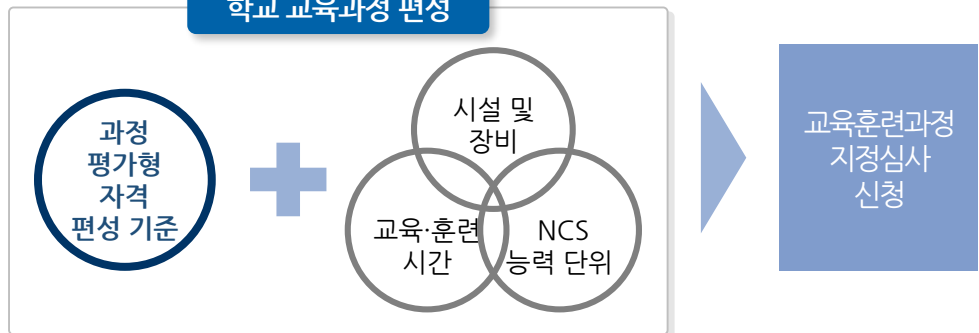 학교 교육과정 편성
과정
평가형
자격
편성 기준
시설 및
장비
교육·훈련
시간
NCS
능력 단위
교육훈련과정
지정심사
신청